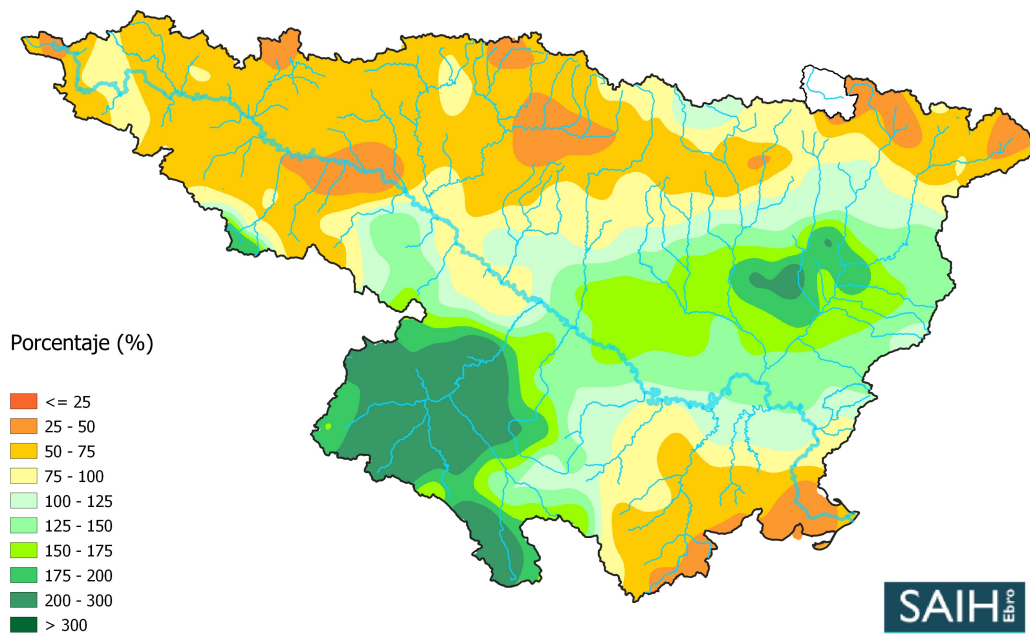 Porcentaje (%)
<= 25
25 - 50
50 - 75
75 - 100
100 - 125
125 - 150
150 - 175
175 - 200
200 - 300
> 300
SAIH Ebro